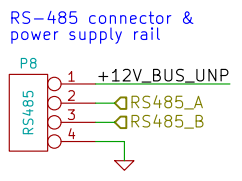 RS-485 connector &
power supply rail
P8
RS485
1 +12V_BUS_UNP
2 RS485_A
3 RS485_B
4